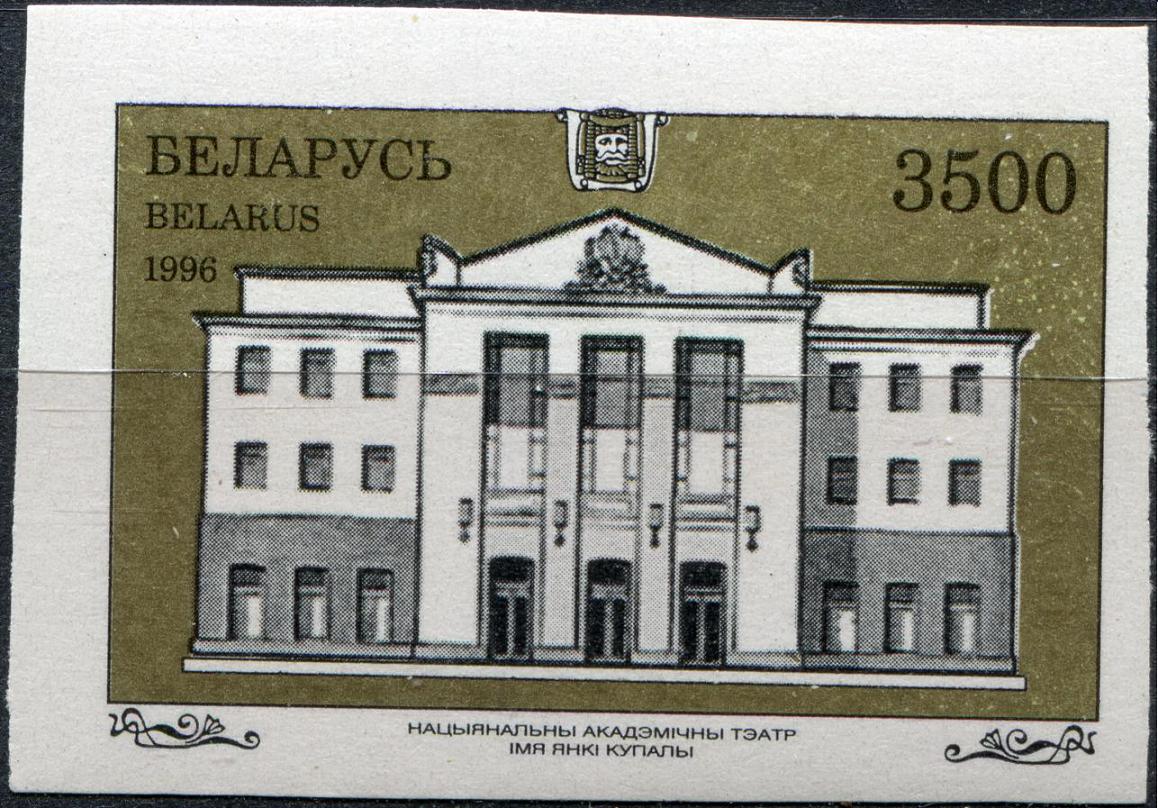 БЕЛАРУСЬ
3500
BELARUS
1996
НАЦЫЯНАЛЬНЫ АКАДЭМІЧНЫ ТЭАТР
ІМЯ ЯНКІ КУПАЛЫ